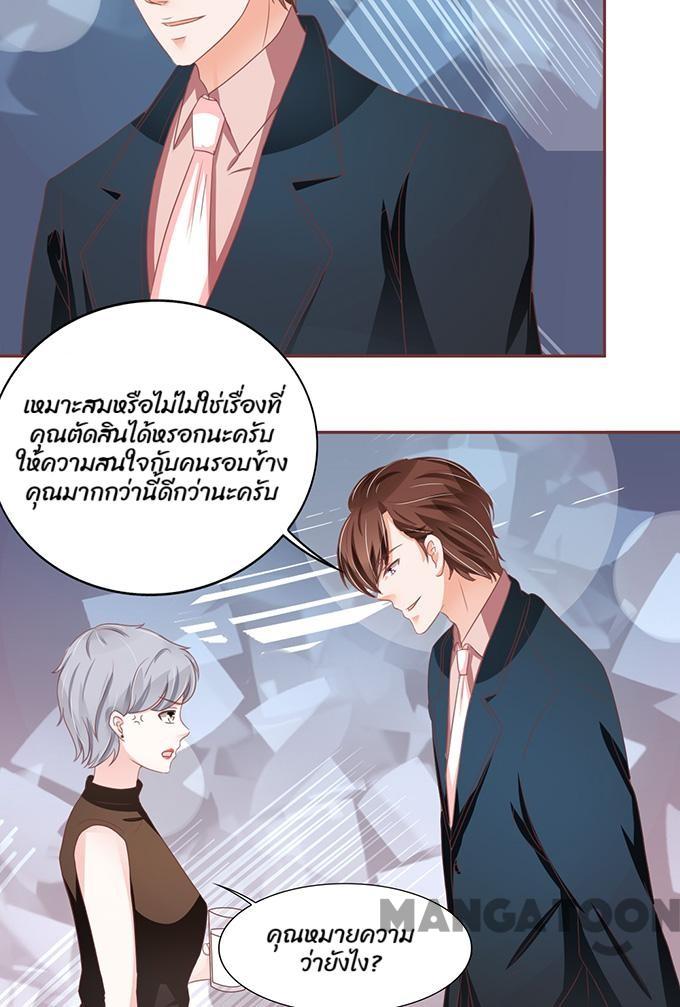 เหมาะสมหรือไม่ไม่ใช่เรื่องที่
คุณตัดสินได้หรอกนะครับ
ให้ความสนใจกับคนรอบข้าง
คุณมากกว่านี้ดีกว่านะครับ
คุณหมายความ
ว่ายังไง?
MANGATOON